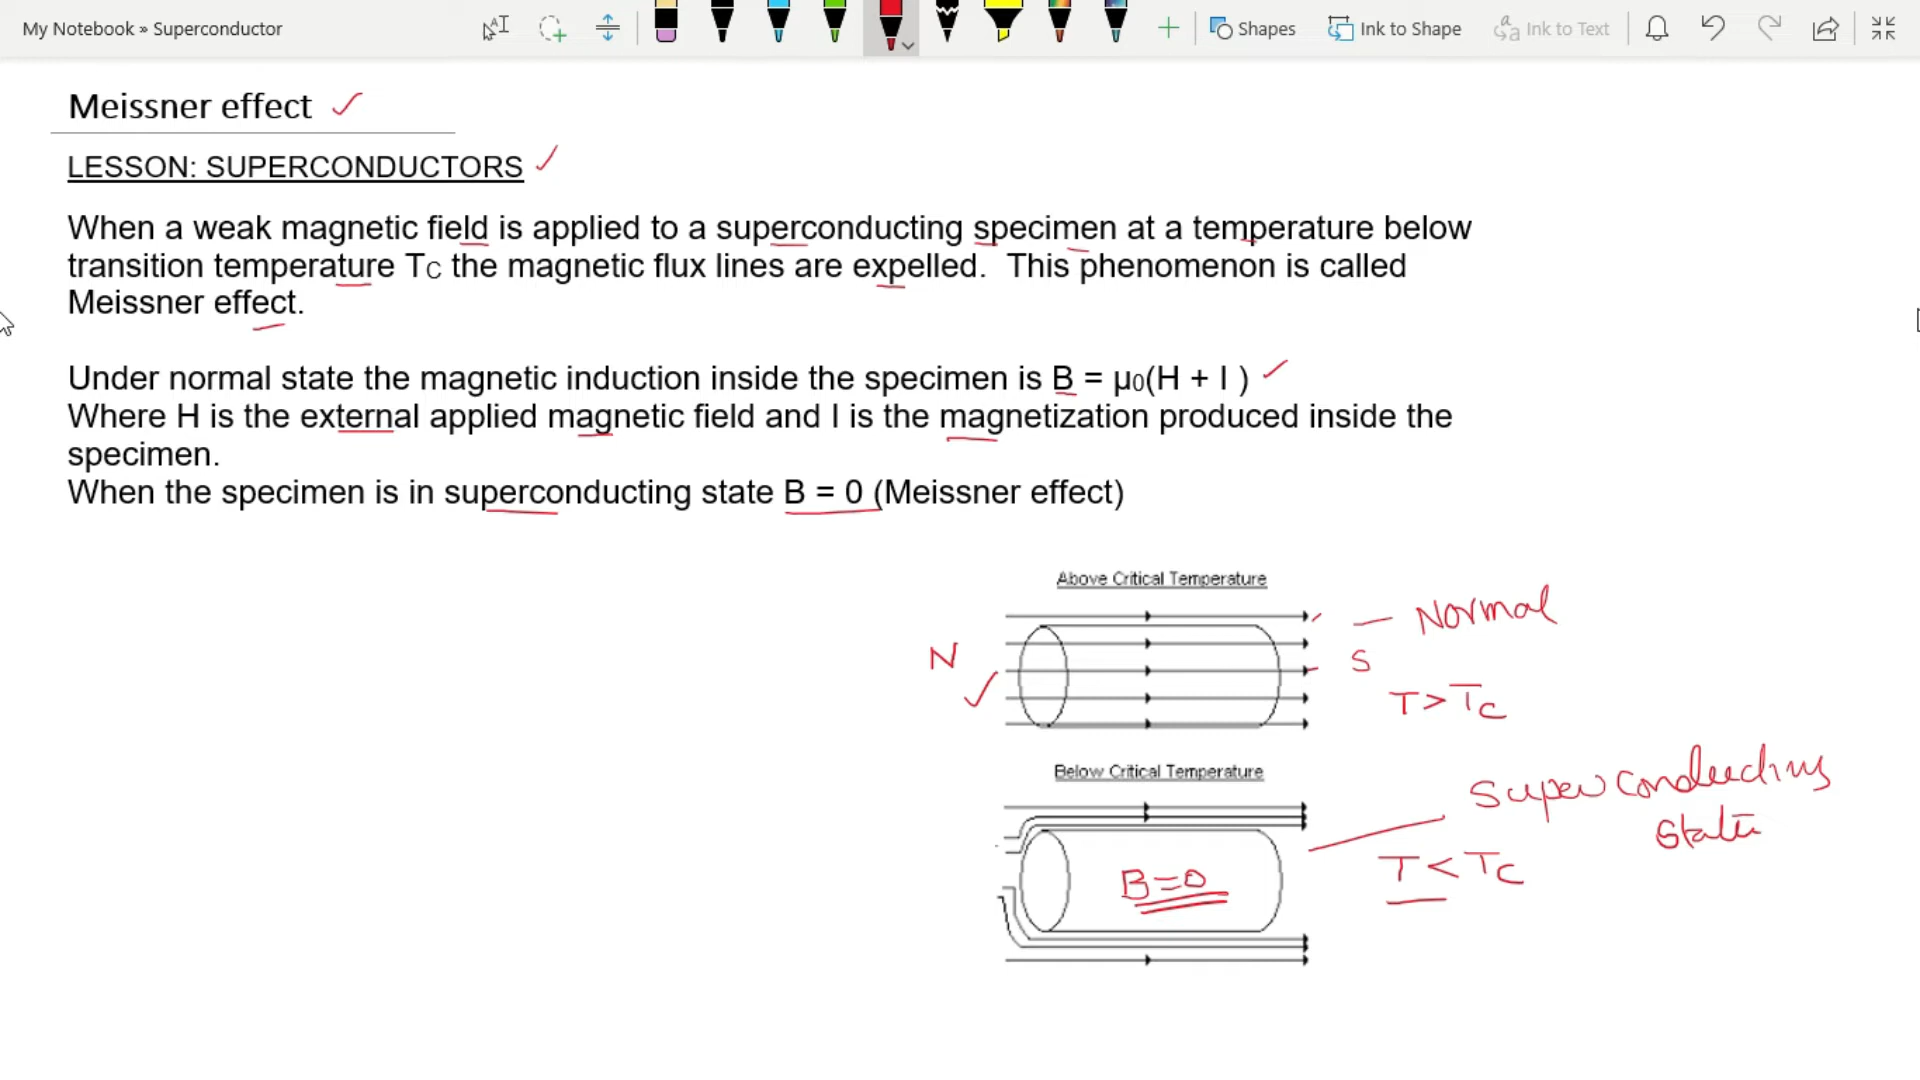 My Notebook » Superconductor
Shapes
Ink to Shape
Ink to Text
Meissner effect
LESSON: SUPERCONDUCTORS
When a weak magnetic field is applied to a superconducting specimen at a temperature below
transition temperature TC the magnetic flux lines are expelled. This phenomenon is called
Meissner effect.
Under normal state the magnetic induction inside the specimen is B = µ0(H + I )
Where H is the external applied magnetic field and I is the magnetization produced inside the
specimen.
When the specimen is in superconducting state B = 0 (Meissner effect)
Above Critical Temperature
— Normal
N
S
T > TC
Below Critical Temperature
Superconducting
State
B=0
T < TC